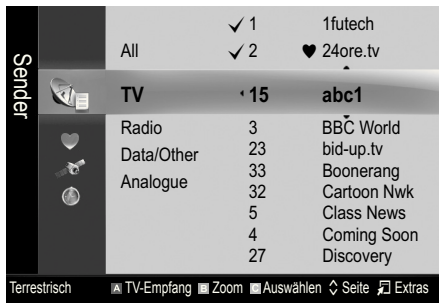 Sender
✓ 1 1futech
All ✓ 2 ♥ 24ore.tv
TV 15 abc1
Radio 3 BBC World
Data/Other 23 bid-up.tv
Analogue 33 Boonerang
32 Cartoon Nwk
5 Class News
4 Coming Soon
27 Discovery
Terrestrisch A TV-Empfang B Zoom C Auswählen Seite Extras